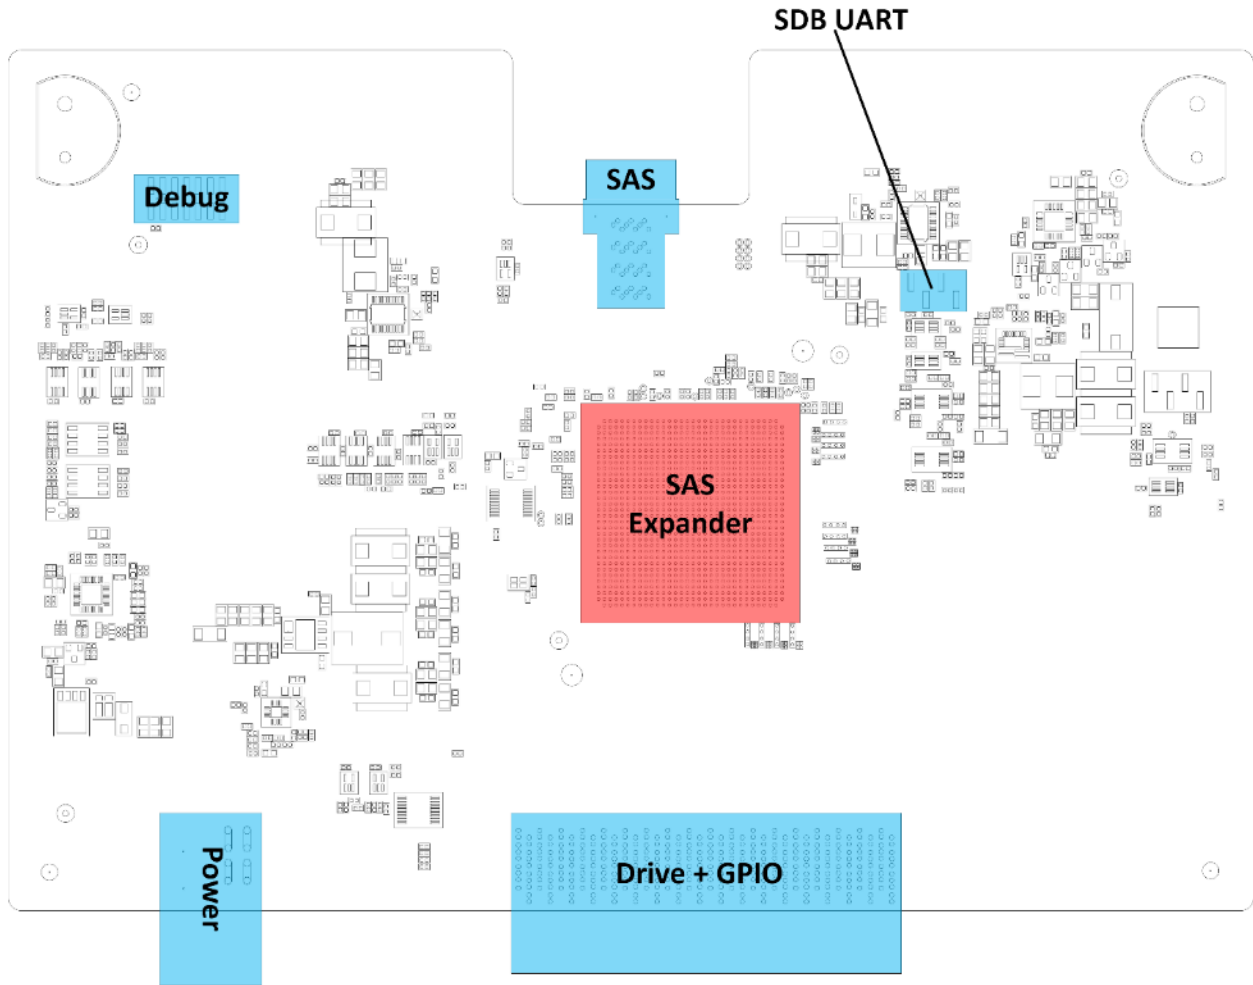 SDB UART
SAS
Debug
SAS
Expander
Power
Drive + GPIO